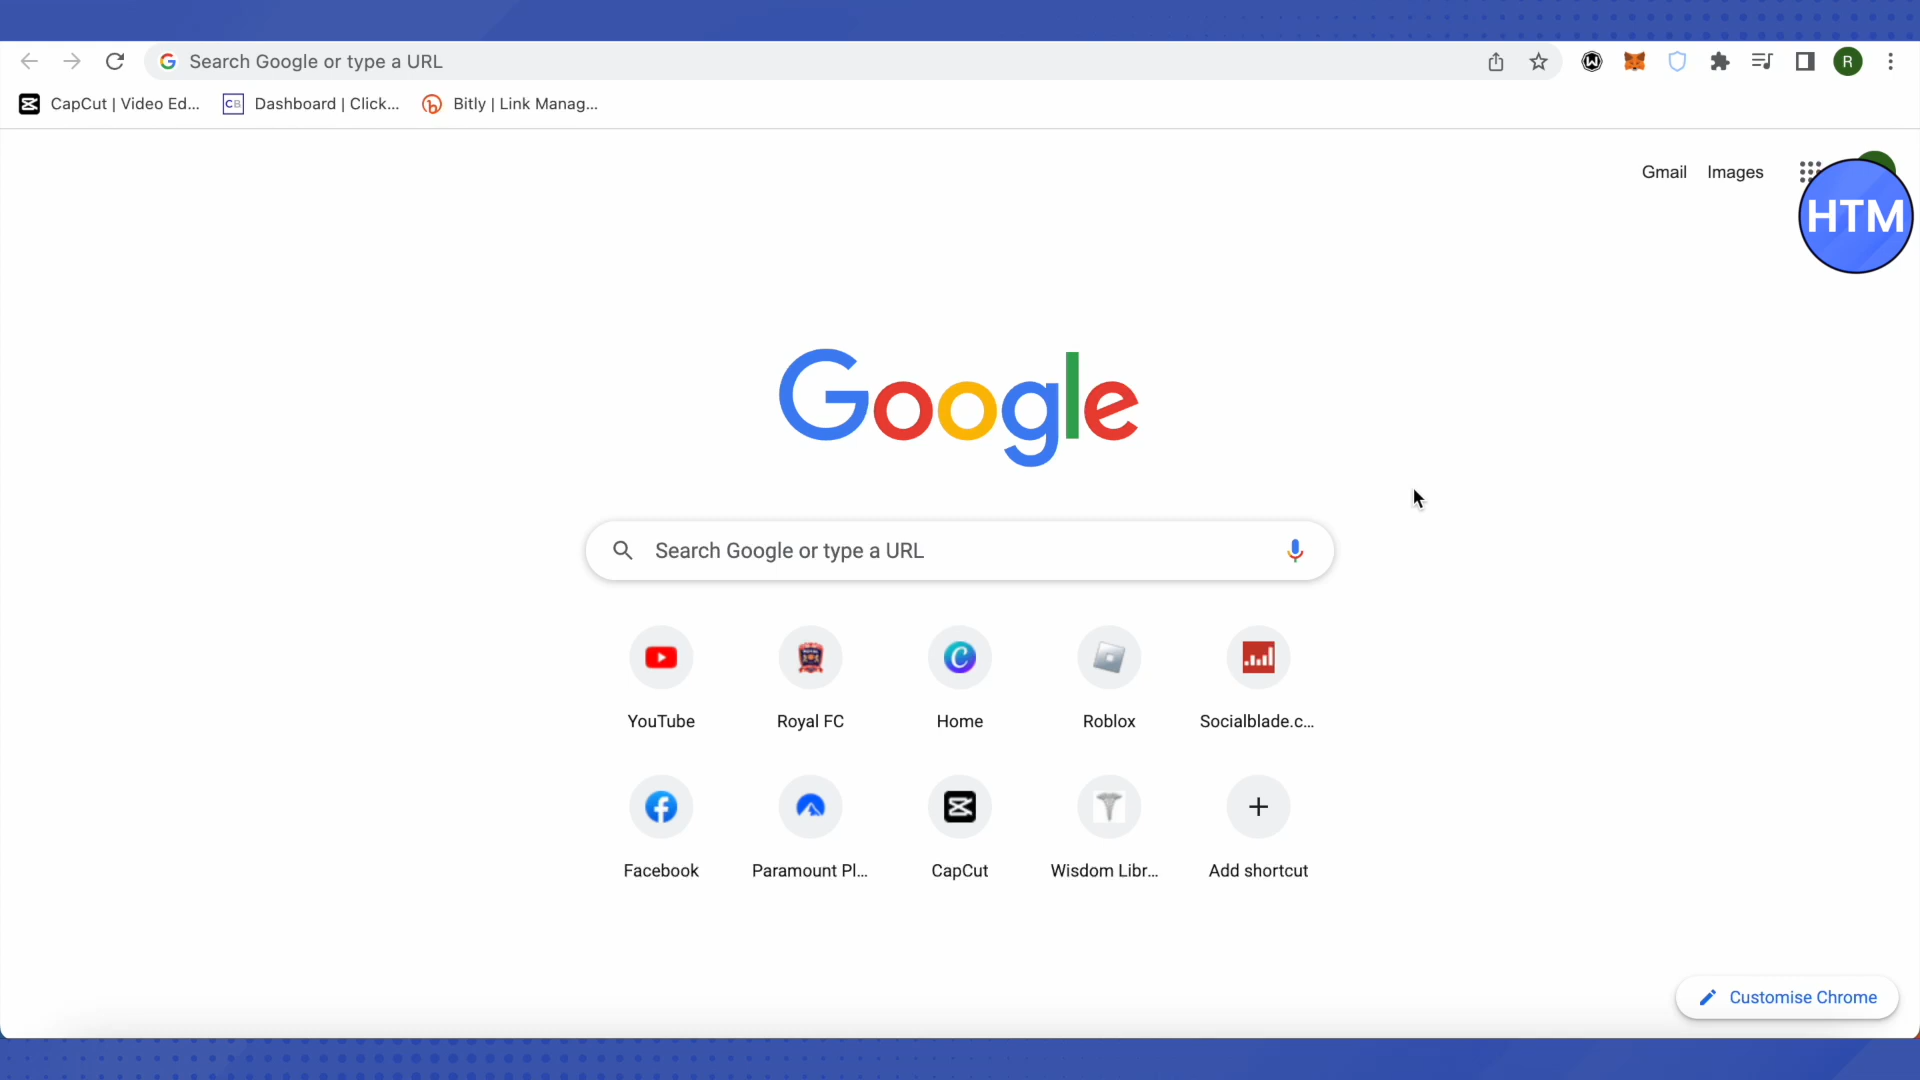 Search Google or type a URL
R
CapCut | Video Ed...
CB
Dashboard | Click...
Bitly | Link Manag...
Gmail
Images
HTM
Google
Search Google or type a URL
YouTube
Royal FC
Home
Roblox
Socialblade.c...
Facebook
Paramount Pl...
CapCut
Wisdom Libr...
Add shortcut
Customise Chrome